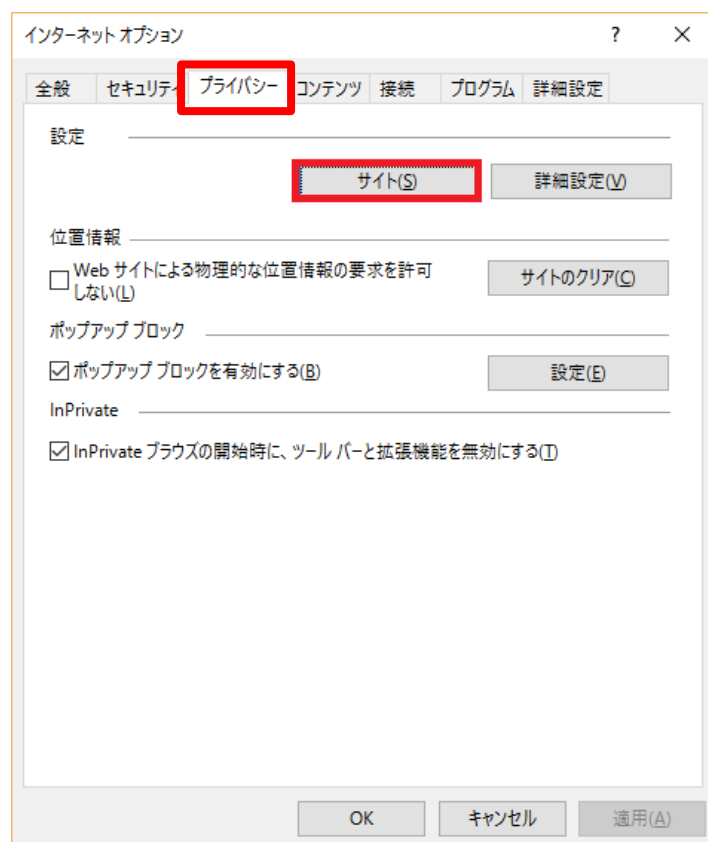 インターネット オプション ? ×
全般 セキュリティ プライバシー コンテンツ 接続 プログラム 詳細設定
設定
サイト(S) 詳細設定(V)
位置情報
Web サイトによる物理的な位置情報の要求を許可
しない(L)
サイトのクリア(C)
ポップアップ ブロック
ポップアップ ブロックを有効にする(B) 設定(E)
InPrivate
InPrivate ブラウズの開始時に、ツール バーと拡張機能を無効にする(T)
OK キャンセル 適用(A)